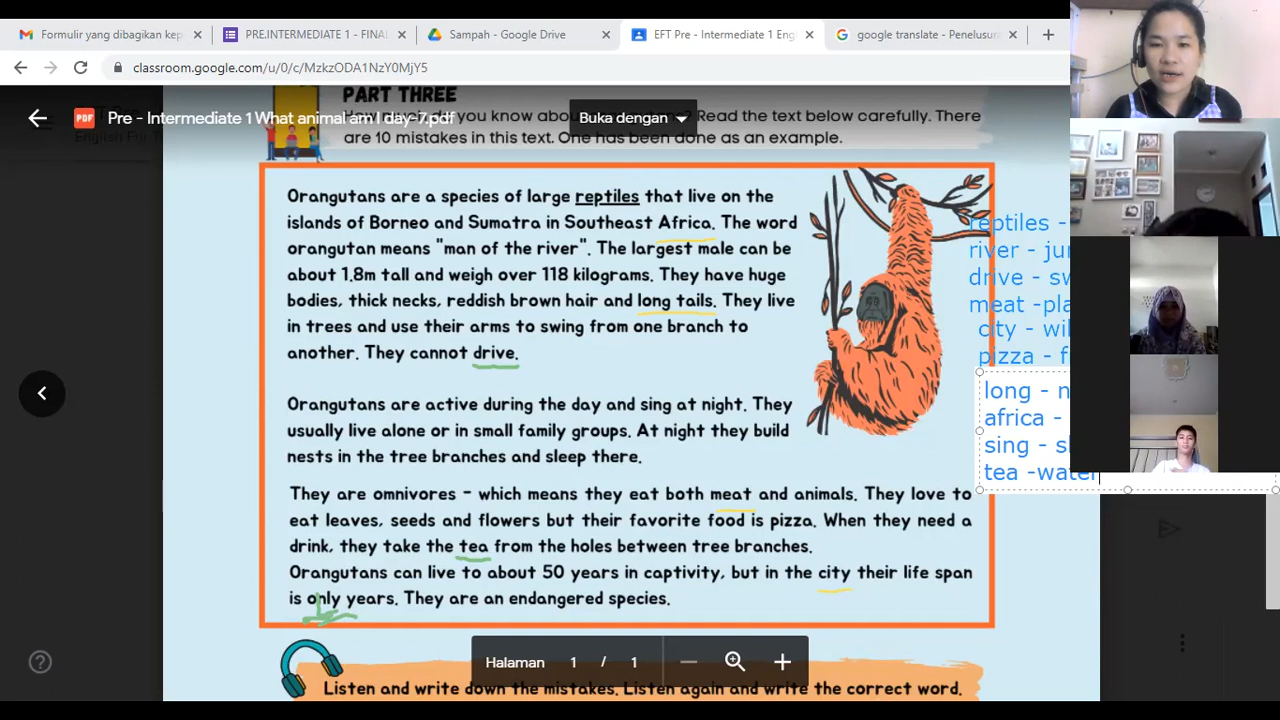 Formulir yang dibagikan kep
PRE.INTERMEDIATE 1 - FINAL
Sampah - Google Drive
EFT Pre - Intermediate 1 Eng
google translate - Penelusur
classroom.google.com/u/0/c/MzkzODA1NzY0MjY5
PART THREE
PDF Pre - Intermediate 1 What animal am I day-7.pdf
Buka dengan
you know about
Read the text below carefully. There
are 10 mistakes in this text. One has been done as an example.
Orangutans are a species of large reptiles that live on the
islands of Borneo and Sumatra in Southeast Africa. The word
orangutan means "man of the river". The largest male can be
about 1,8m tall and weigh over 118 kilograms. They have huge
bodies, thick necks, reddish brown hair and long tails. They live
in trees and use their arms to swing from one branch to
another. They cannot drive.
Orangutans are active during the day and sing at night. They
usually live alone or in small family groups. At night they build
nests in the tree branches and sleep there.
They are omnivores - which means they eat both meat and animals. They love to
eat leaves, seeds and flowers but their favorite food is pizza. When they need a
drink, they take the tea from the holes between tree branches.
Orangutans can live to about 50 years in captivity, but in the city their life span
is only years. They are an endangered species.
reptiles -
river - ju
drive - sw
meat -pla
city - wil
pizza - f
long - n
africa -
sing - sl
tea -water
Halaman 1 / 1
Listen and write down the mistakes. Listen again and write the correct word.